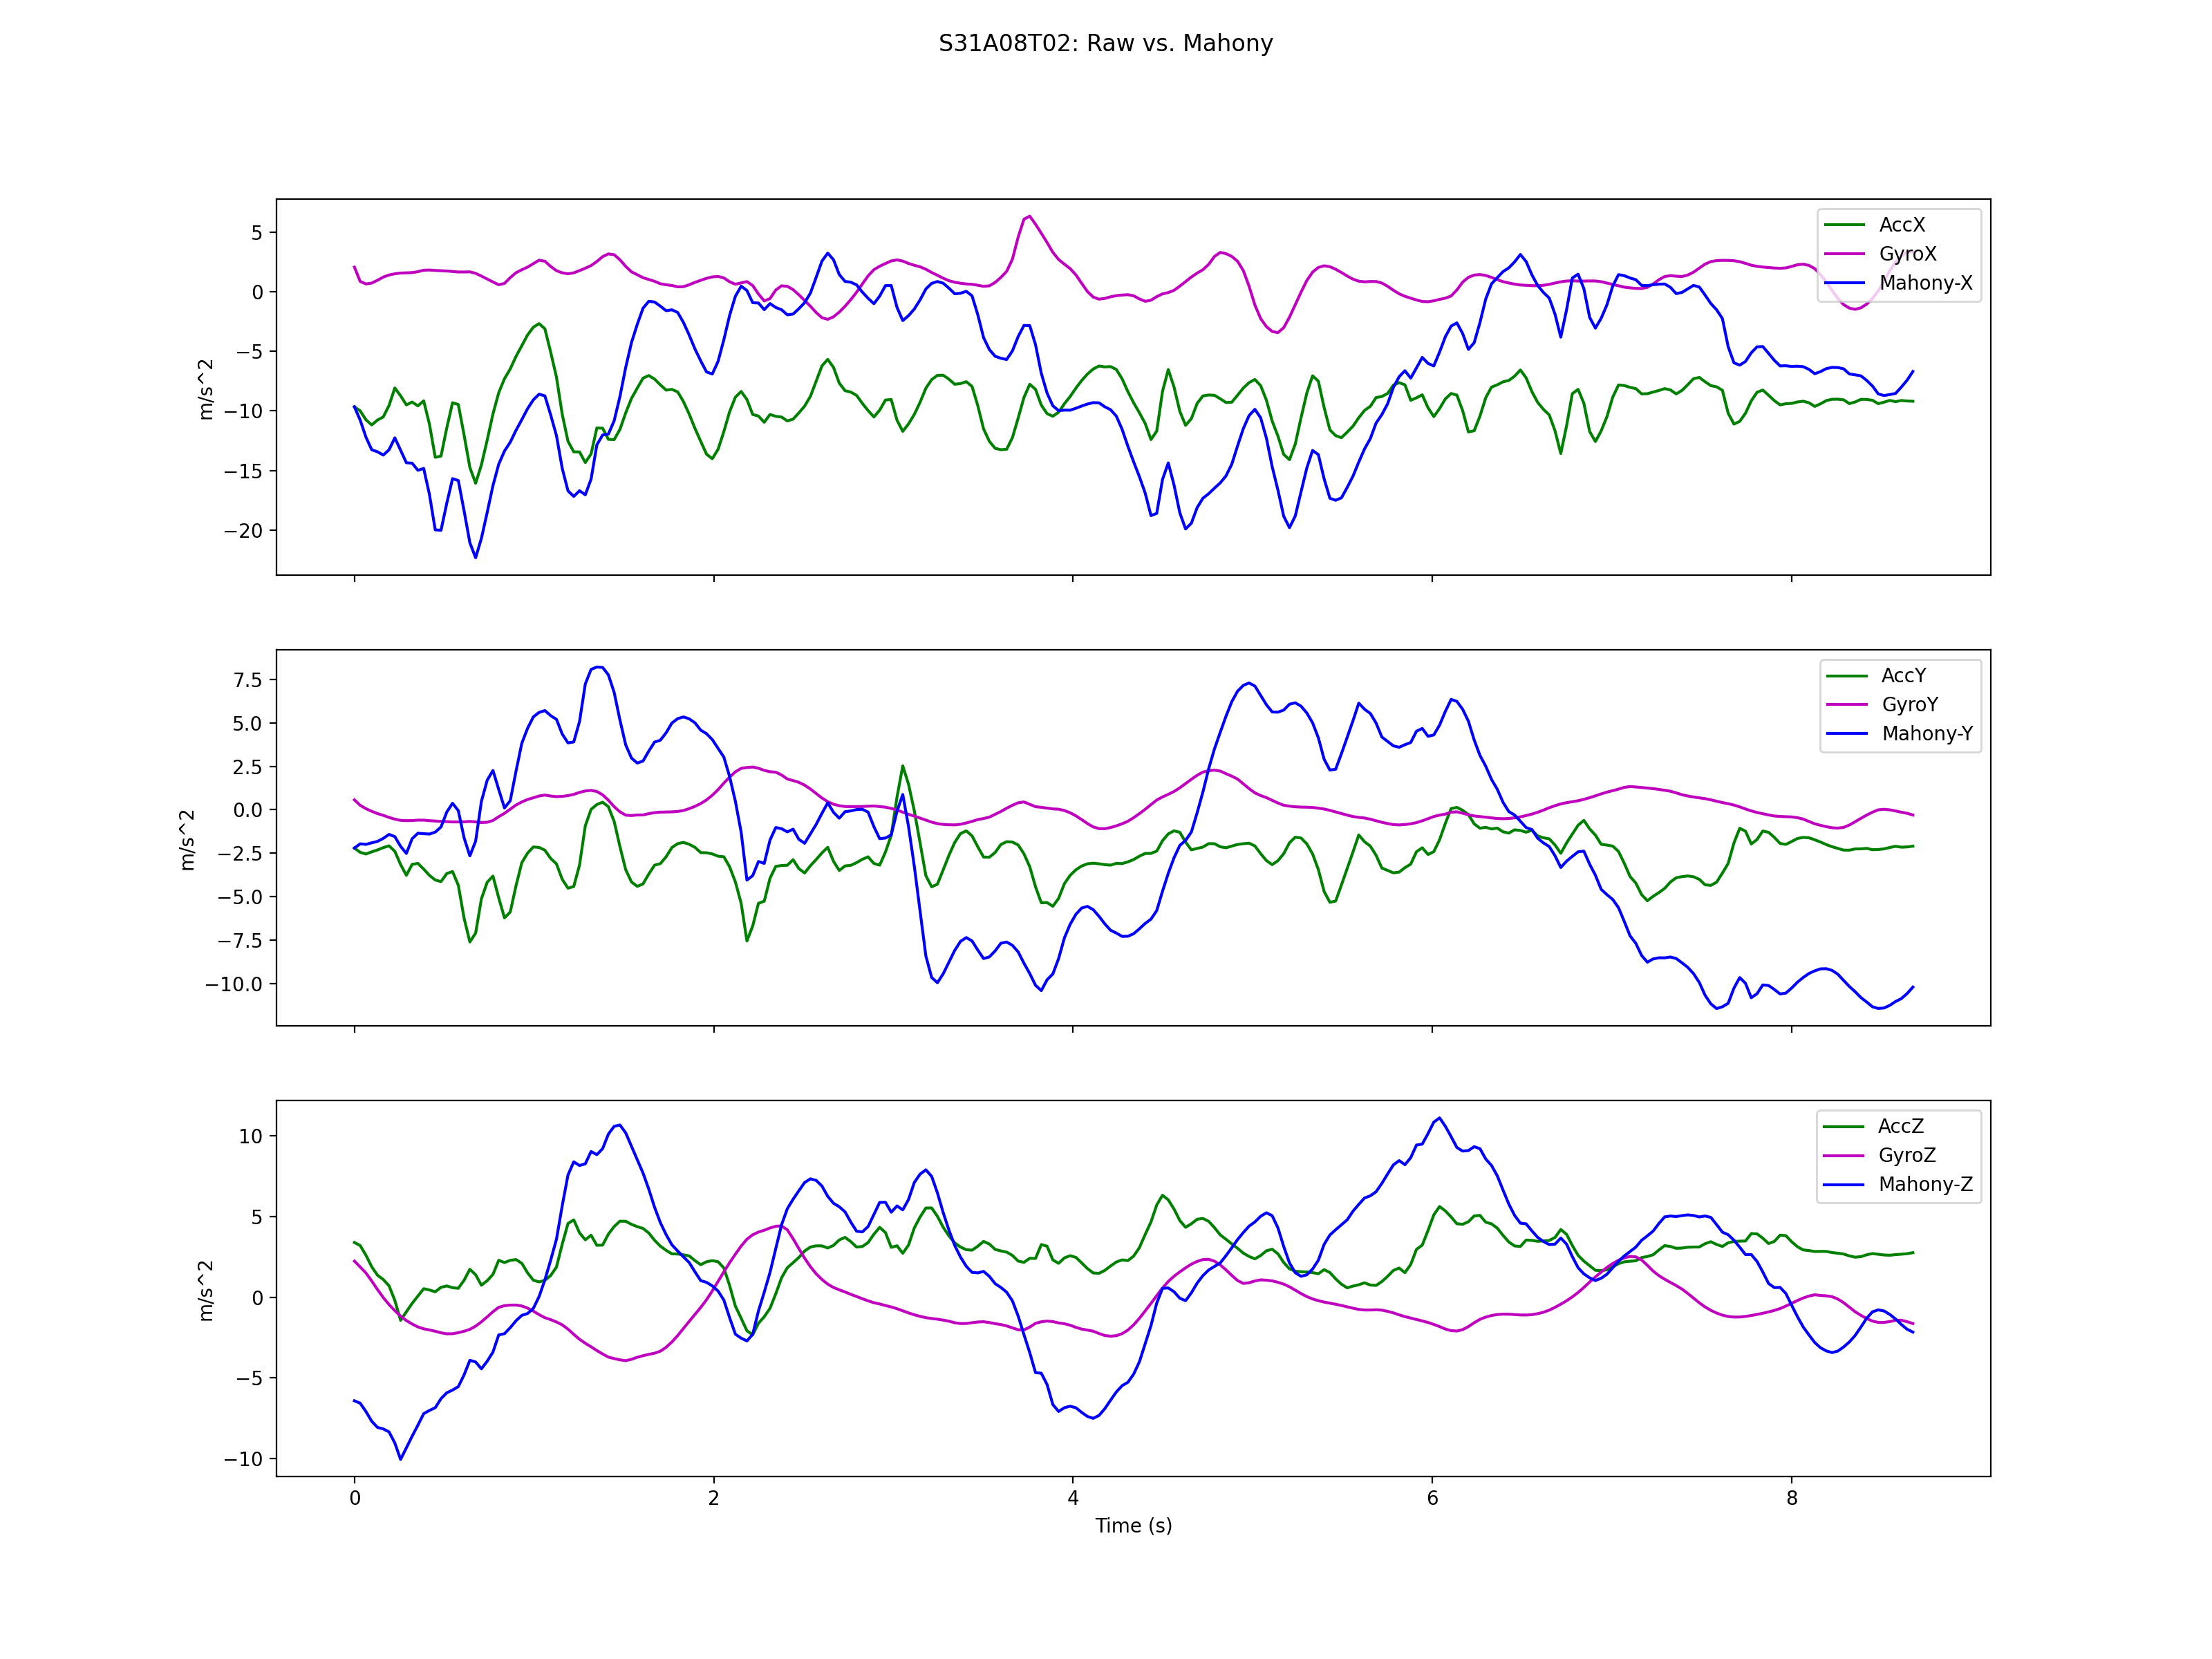 S31A08T02: Raw vs. Mahony
5
0
−5
−10
−15
−20
m/s^2
AccX
GyroX
Mahony-X
7.5
5.0
2.5
0.0
−2.5
−5.0
−7.5
−10.0
m/s^2
AccY
GyroY
Mahony-Y
10
5
0
−5
−10
m/s^2
AccZ
GyroZ
Mahony-Z
0 2 4 6 8
Time (s)